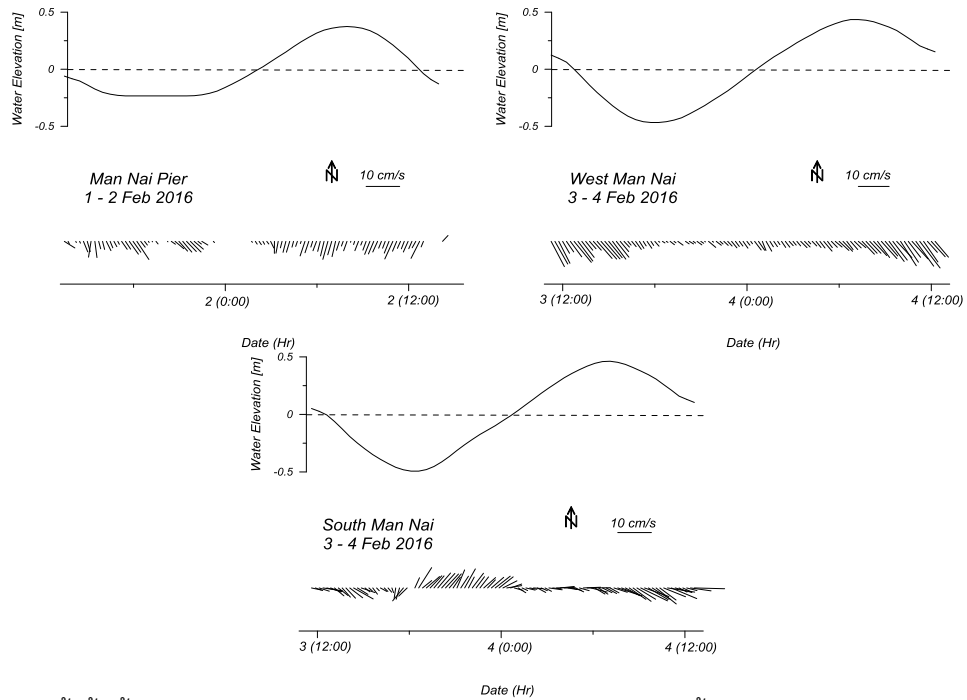 0.5
0
-0.5
Water Elevation [m]
Man Nai Pier
1 - 2 Feb 2016
N
10 cm/s
2 (0:00)
2 (12:00)
Date (Hr)
0.5
0
-0.5
Water Elevation [m]
West Man Nai
3 - 4 Feb 2016
N
10 cm/s
3 (12:00)
4 (0:00)
4 (12:00)
Date (Hr)
0.5
0
-0.5
Water Elevation [m]
South Man Nai
3 - 4 Feb 2016
N
10 cm/s
3 (12:00)
4 (0:00)
4 (12:00)
Date (Hr)